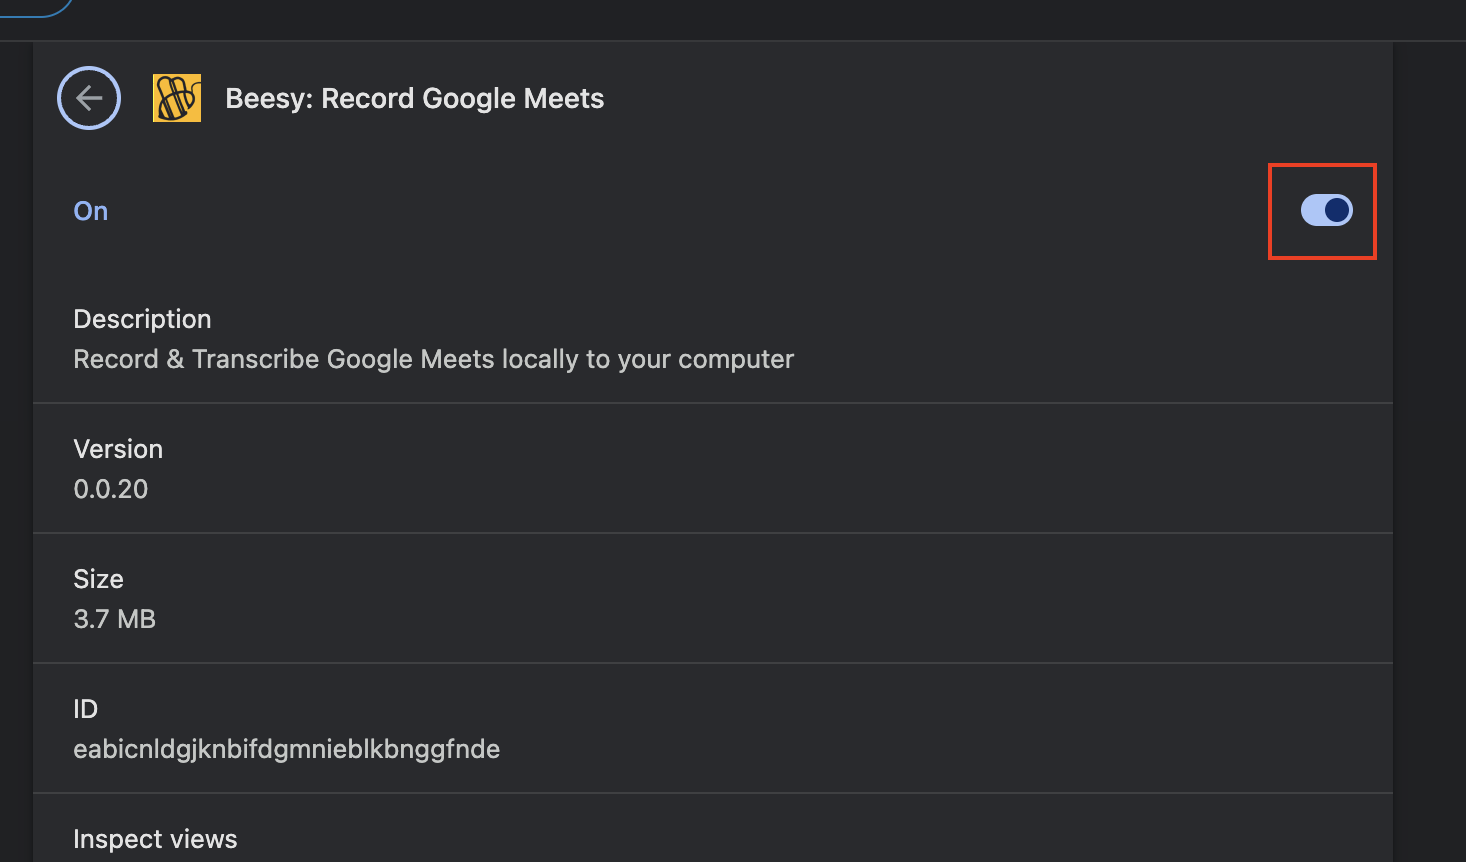 Beesy: Record Google Meets
On
Description
Record & Transcribe Google Meets locally to your computer
Version
0.0.20
Size
3.7 MB
ID
eabicnldgjknbifdgmnieblkbnggfnde
Inspect views